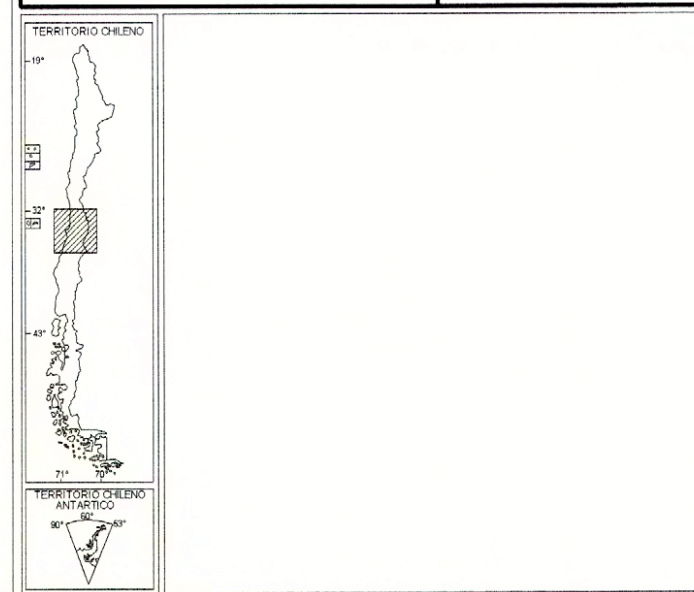 TERRITORIO CHILENO
19°
32°
43°
71° 70°
TERRITORIO CHILENO
ANTARTICO
60°
90° 53°